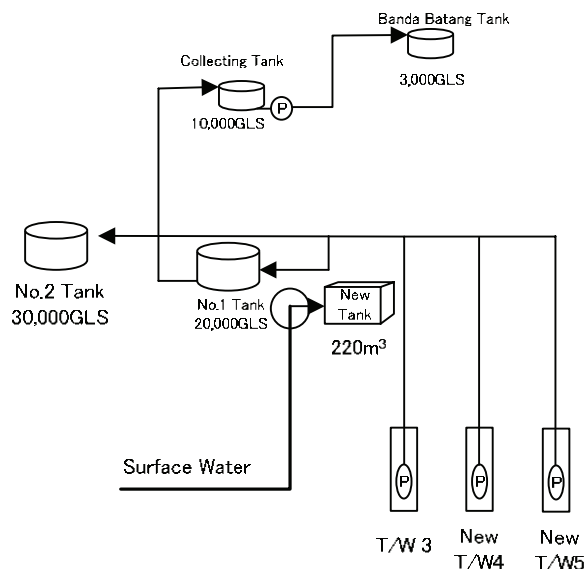 Banda Batang Tank
3,000GLS
Collecting Tank
P
10,000GLS
No.2 Tank
30,000GLS
No.1 Tank
20,000GLS
New
Tank
220m³
Surface Water
P
P
P
T/W 3
New
T/W4
New
T/W5